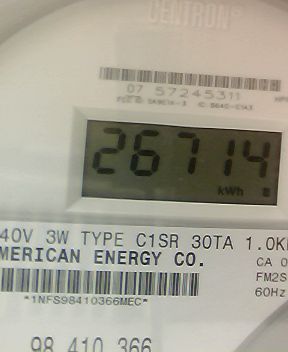 CENTRON®
07 57245311
26714
kWh
40V 3W TYPE C1SR 30TA 1.0K
MERICAN ENERGY CO.
CA 0
FM2S
60Hz
*1NFS98410366MEC*
98 410 366